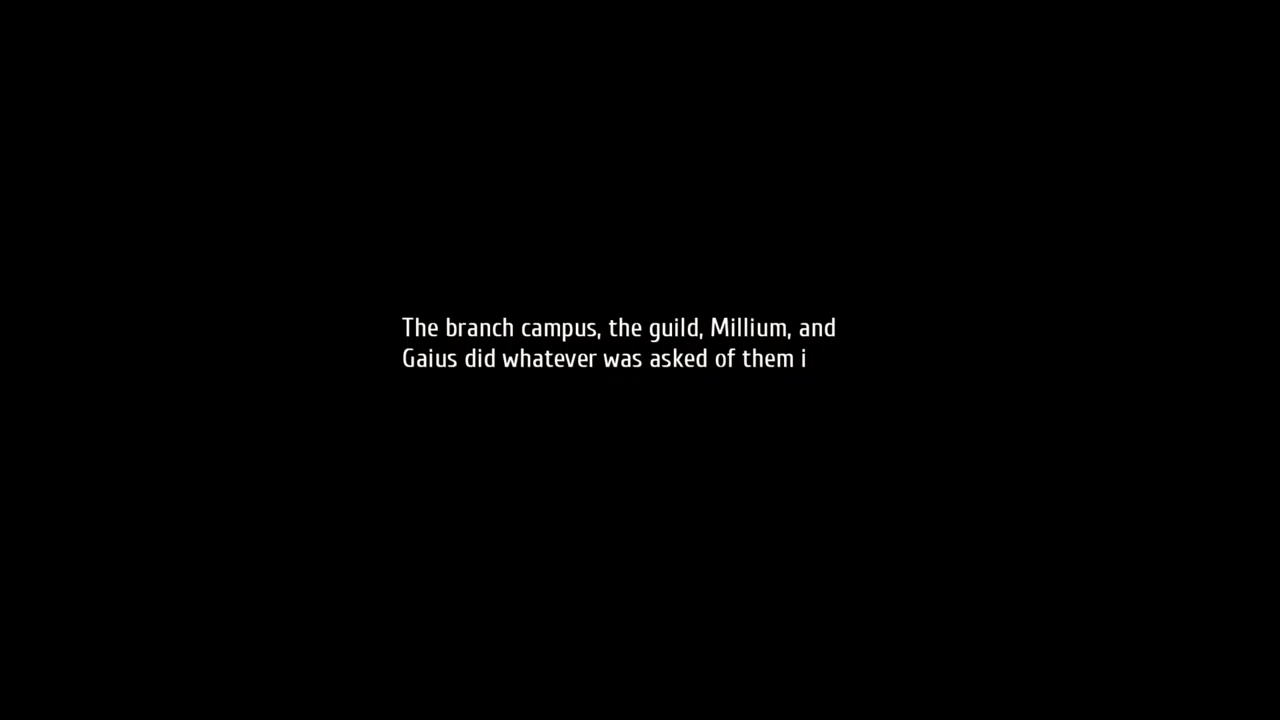 The branch campus, the guild, Millium, and
Gaius did whatever was asked of them i